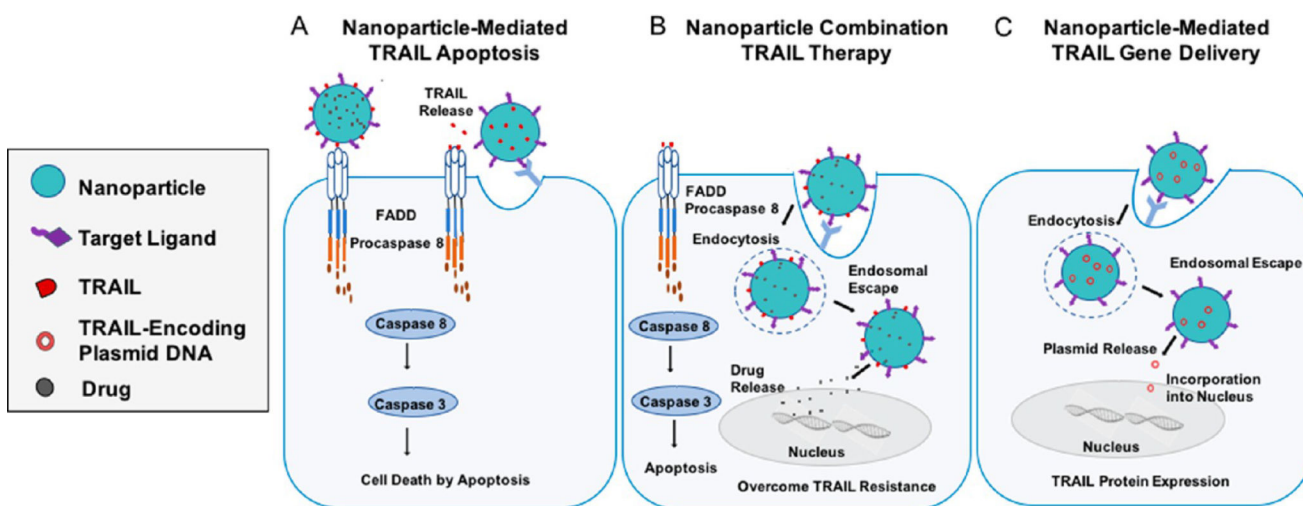 Nanoparticle
Target Ligand
TRAIL
TRAIL-Encoding
Plasmid DNA
Drug
A
Nanoparticle-Mediated
TRAIL Apoptosis
TRAIL
Release
FADD
Procaspase 8
Caspase 8
Caspase 3
Cell Death by Apoptosis
B
Nanoparticle Combination
TRAIL Therapy
FADD
Procaspase 8
Endocytosis
Endosomal
Escape
Caspase 8
Drug
Release
Caspase 3
Nucleus
Apoptosis
Overcome TRAIL Resistance
C
Nanoparticle-Mediated
TRAIL Gene Delivery
Endocytosis
Endosomal Escape
Plasmid Release
Incorporation
into Nucleus
Nucleus
TRAIL Protein Expression